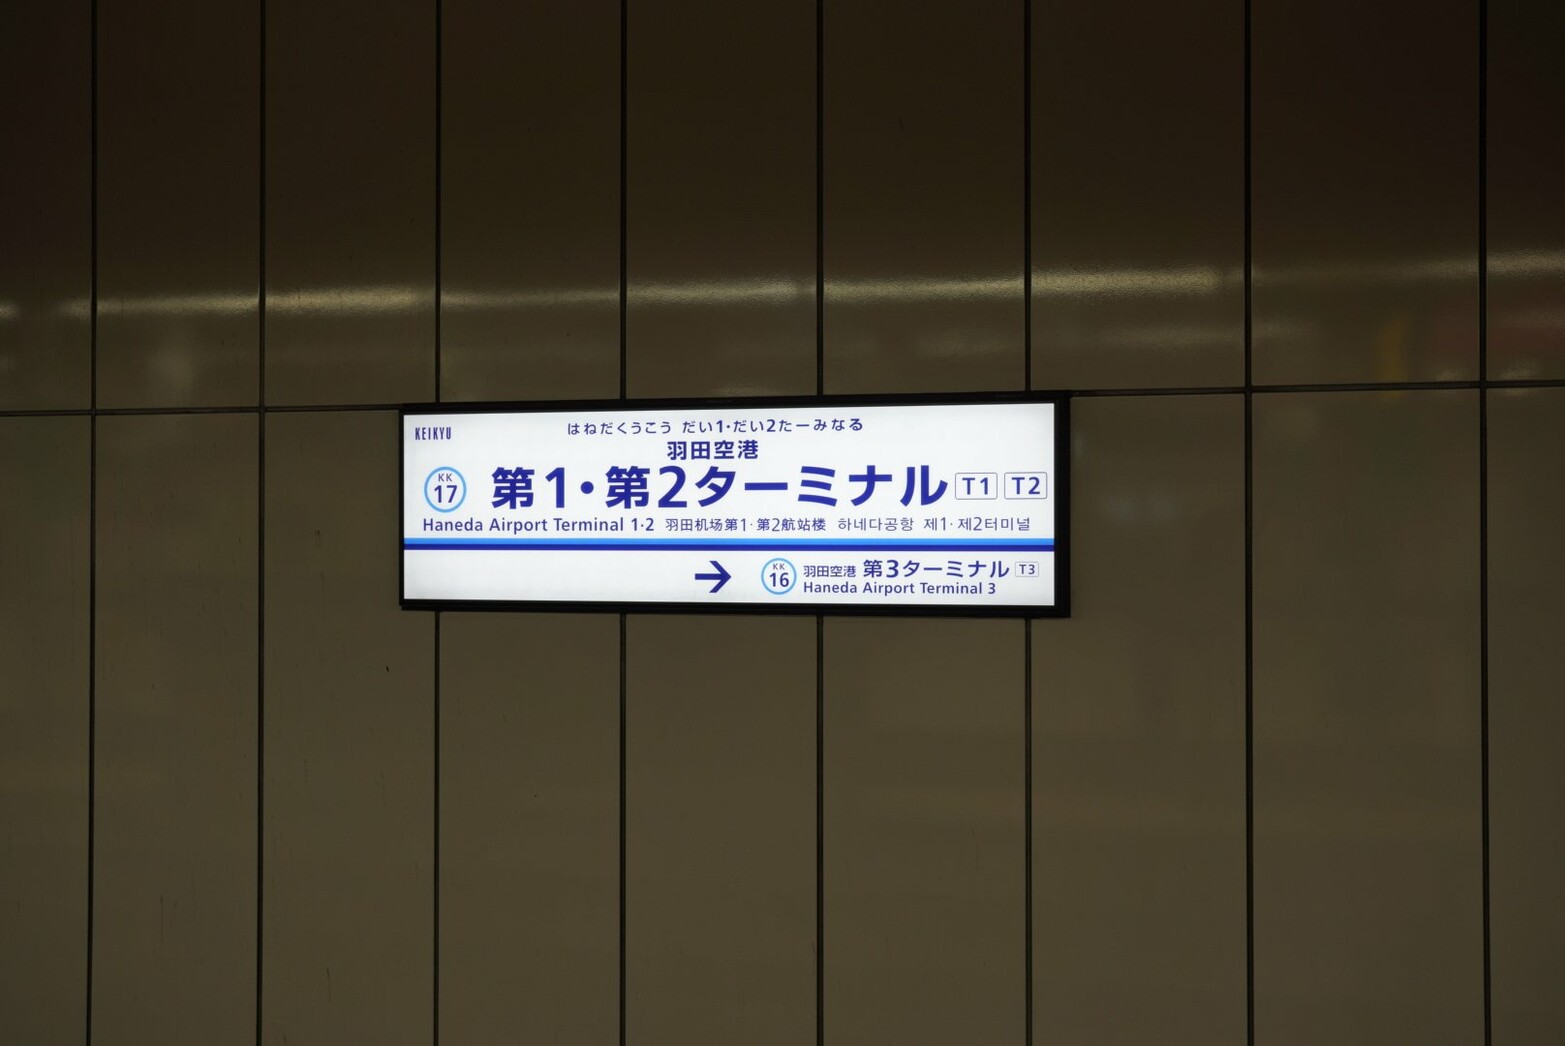 KEIKYU
はねだくうこう だい1・だい2たーみなる
羽田空港
KK 17
第1・第2ターミナル T1 T2
Haneda Airport Terminal 1·2 羽田机场第1·第2航站楼 하네다공항 제1·제2터미널
→ KK 16 羽田空港 第3ターミナル T3
Haneda Airport Terminal 3